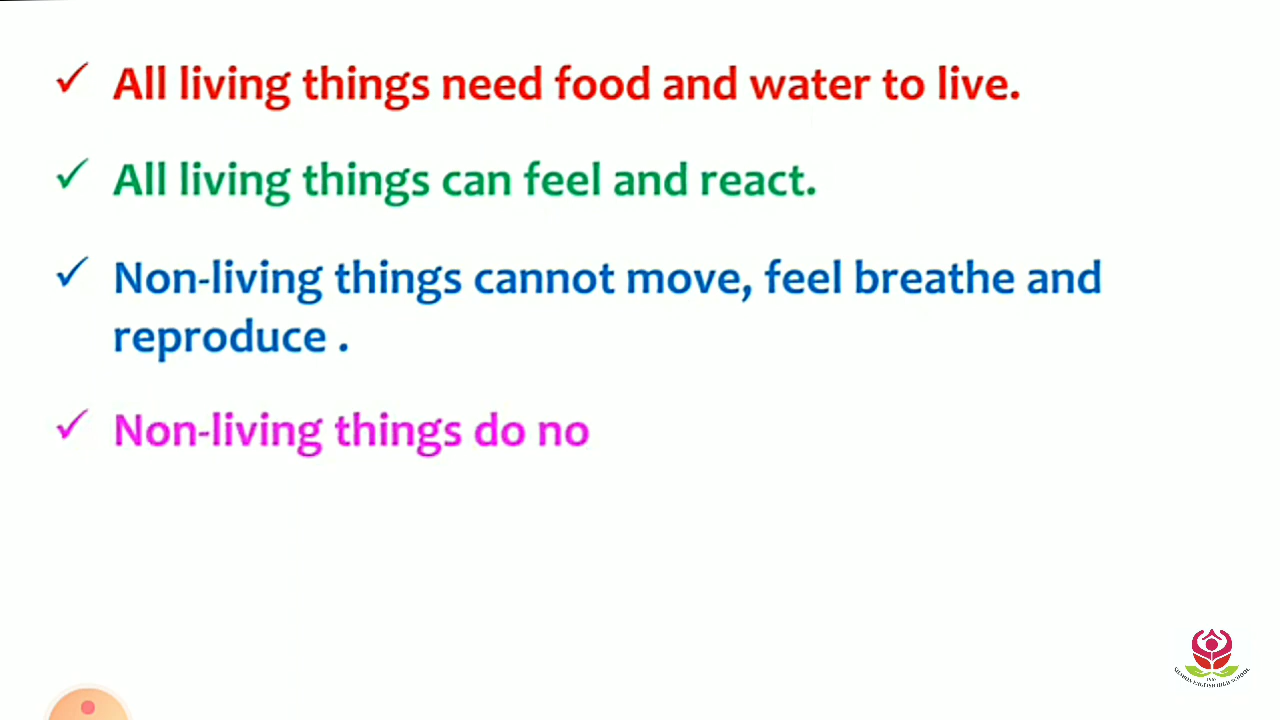 ✓ All living things need food and water to live.
✓ All living things can feel and react.
✓ Non-living things cannot move, feel breathe and
reproduce .
✓ Non-living things do no